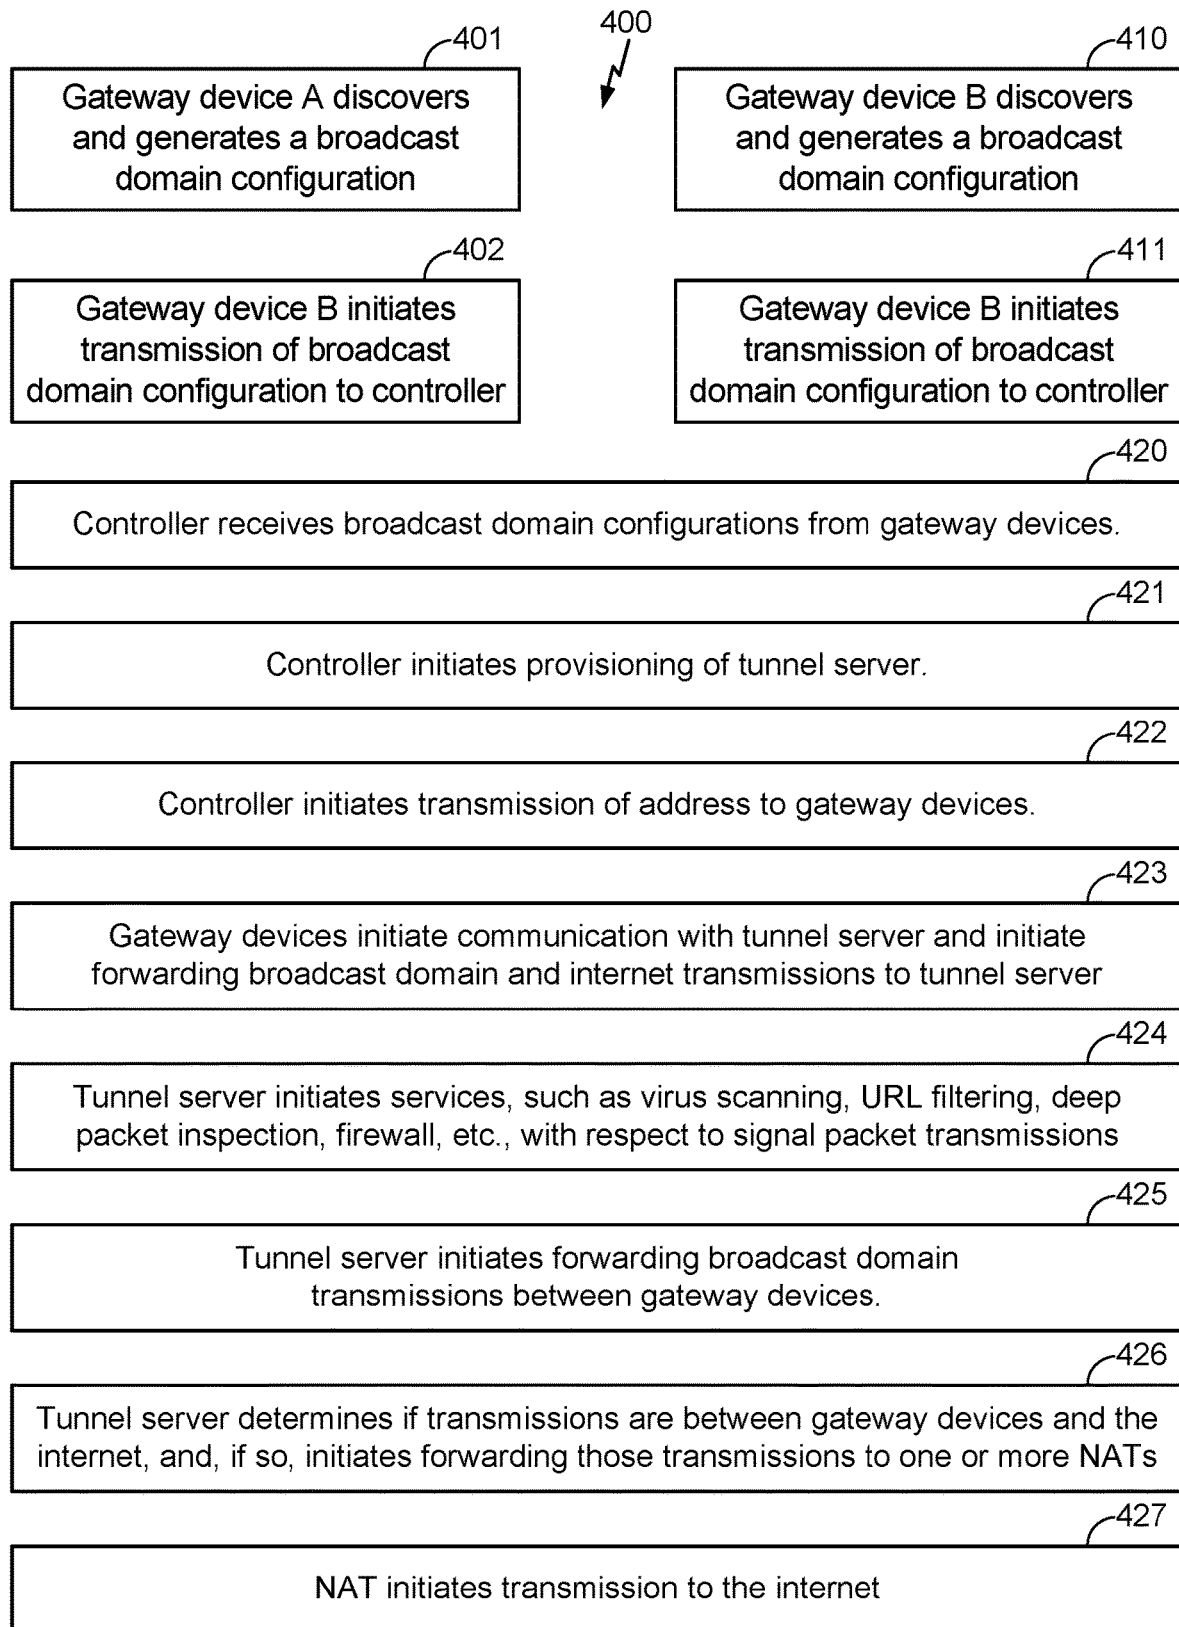 400
401
Gateway device A discovers
and generates a broadcast
domain configuration
410
Gateway device B discovers
and generates a broadcast
domain configuration
402
Gateway device B initiates
transmission of broadcast
domain configuration to controller
411
Gateway device B initiates
transmission of broadcast
domain configuration to controller
420
Controller receives broadcast domain configurations from gateway devices.
421
Controller initiates provisioning of tunnel server.
422
Controller initiates transmission of address to gateway devices.
423
Gateway devices initiate communication with tunnel server and initiate
forwarding broadcast domain and internet transmissions to tunnel server
424
Tunnel server initiates services, such as virus scanning, URL filtering, deep
packet inspection, firewall, etc., with respect to signal packet transmissions
425
Tunnel server initiates forwarding broadcast domain
transmissions between gateway devices.
426
Tunnel server determines if transmissions are between gateway devices and the
internet, and, if so, initiates forwarding those transmissions to one or more NATs
427
NAT initiates transmission to the internet